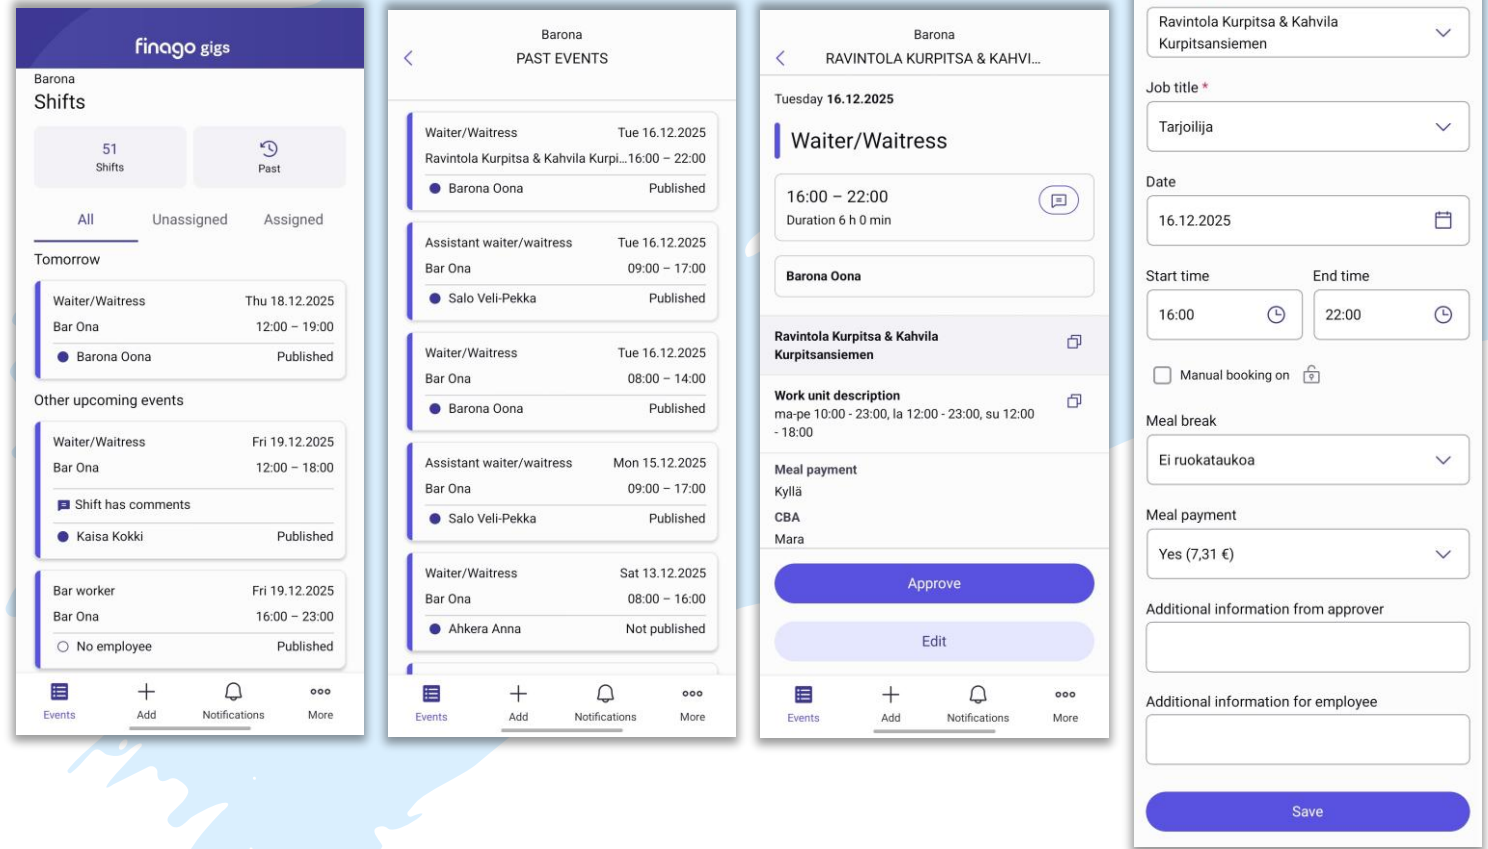 finago gigs
Barona
Shifts
51
Shifts
Past
All Unassigned Assigned
Tomorrow
Waiter/Waitress Thu 18.12.2025
Bar Ona 12:00 – 19:00
Barona Oona Published
Other upcoming events
Waiter/Waitress Fri 19.12.2025
Bar Ona 12:00 – 18:00
Shift has comments
Kaisa Kokki Published
Bar worker Fri 19.12.2025
Bar Ona 16:00 – 23:00
No employee Published
Events Add Notifications More
Barona
PAST EVENTS
Waiter/Waitress Tue 16.12.2025
Ravintola Kurpitsa & Kahvila Kurpi... 16:00 – 22:00
Barona Oona Published
Assistant waiter/waitress Tue 16.12.2025
Bar Ona 09:00 – 17:00
Salo Veli-Pekka Published
Waiter/Waitress Tue 16.12.2025
Bar Ona 08:00 – 14:00
Barona Oona Published
Assistant waiter/waitress Mon 15.12.2025
Bar Ona 09:00 – 17:00
Salo Veli-Pekka Published
Waiter/Waitress Sat 13.12.2025
Bar Ona 08:00 – 16:00
Ahkera Anna Not published
Events Add Notifications More
Barona
RAVINTOLA KURPITSA & KAHVI...
Tuesday 16.12.2025
Waiter/Waitress
16:00 – 22:00
Duration 6 h 0 min
Barona Oona
Ravintola Kurpitsa & Kahvila
Kurpitsansiemen
Work unit description
ma-pe 10:00 - 23:00, la 12:00 - 23:00, su 12:00
- 18:00
Meal payment
Kyllä
CBA
Mara
Approve
Edit
Events Add Notifications More
Ravintola Kurpitsa & Kahvila
Kurpitsansiemen
Job title *
Tarjoilija
Date
16.12.2025
Start time End time
16:00 22:00
Manual booking on
Meal break
Ei ruokataukoa
Meal payment
Yes (7,31 €)
Additional information from approver
Additional information for employee
Save